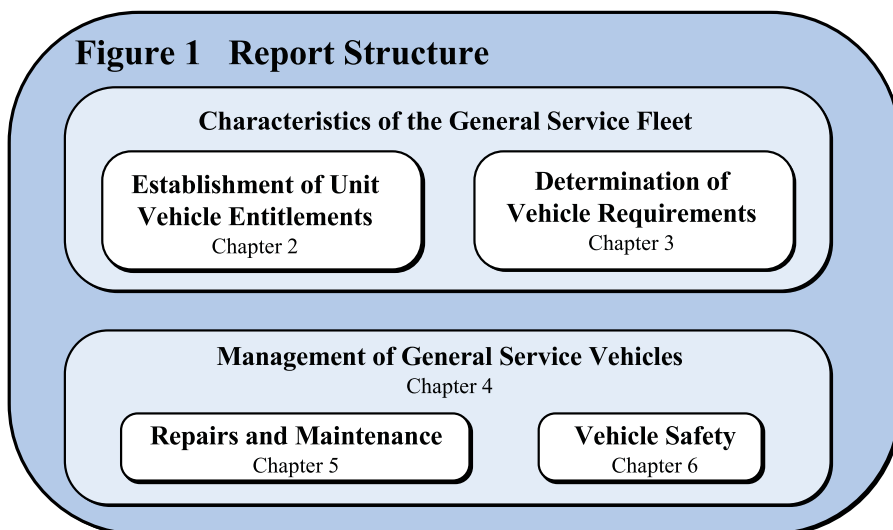 Figure 1 Report Structure
Characteristics of the General Service Fleet
Establishment of Unit
Vehicle Entitlements
Chapter 2
Determination of
Vehicle Requirements
Chapter 3
Management of General Service Vehicles
Chapter 4
Repairs and Maintenance
Chapter 5
Vehicle Safety
Chapter 6